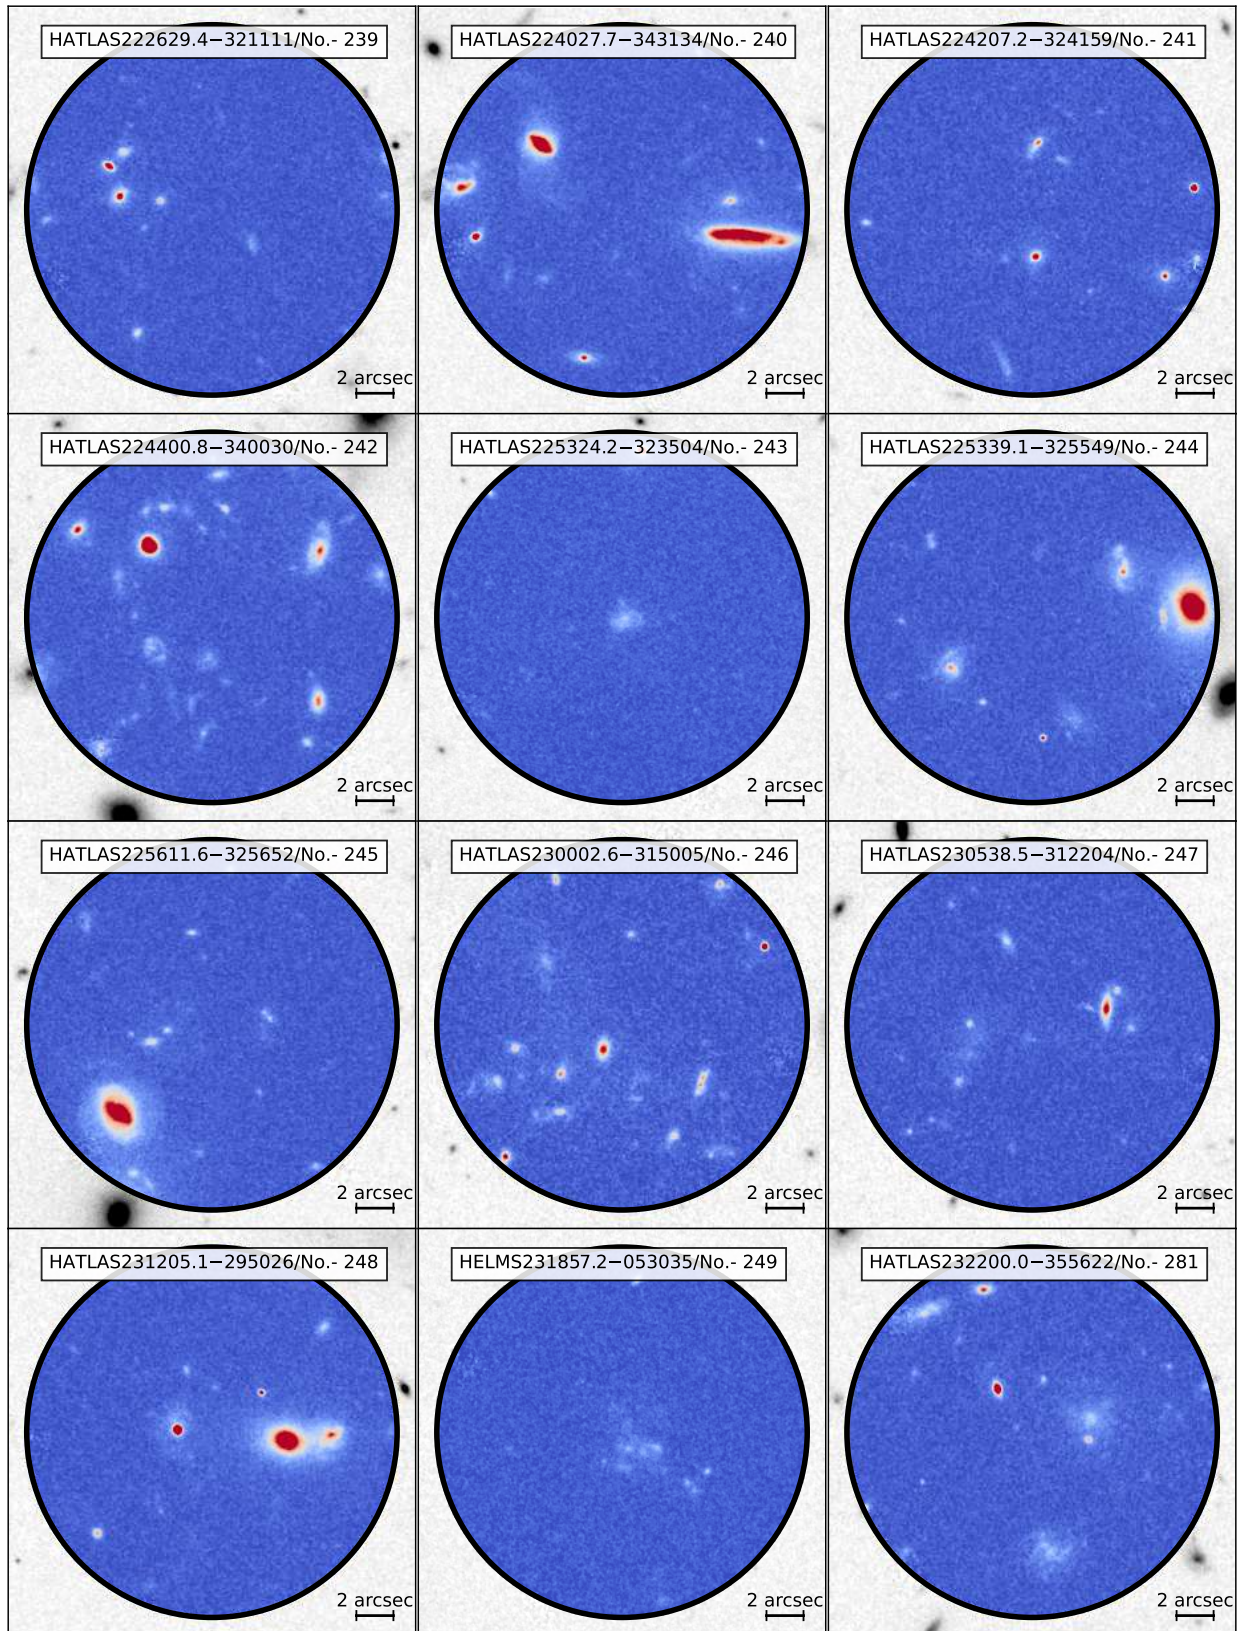 HATLAS222629.4−321111/No.- 239
HATLAS224027.7−343134/No.- 240
HATLAS224207.2−324159/No.- 241
2 arcsec
2 arcsec
2 arcsec
HATLAS224400.8−340030/No.- 242
HATLAS225324.2−323504/No.- 243
HATLAS225339.1−325549/No.- 244
2 arcsec
2 arcsec
2 arcsec
HATLAS225611.6−325652/No.- 245
HATLAS230002.6−315005/No.- 246
HATLAS230538.5−312204/No.- 247
2 arcsec
2 arcsec
2 arcsec
HATLAS231205.1−295026/No.- 248
HELMS231857.2−053035/No.- 249
HATLAS232200.0−355622/No.- 281
2 arcsec
2 arcsec
2 arcsec